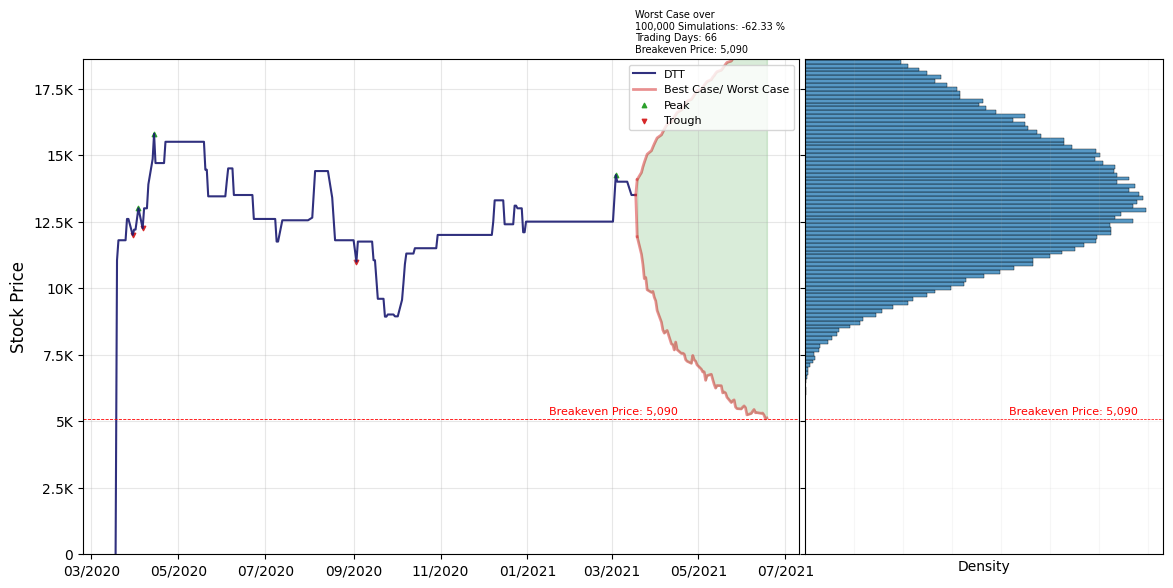 Worst Case over
100,000 Simulations: -62.33 %
Trading Days: 66
Breakeven Price: 5,090
DTT
Best Case/ Worst Case
Peak
Trough
17.5K
15K
12.5K
10K
7.5K
5K
2.5K
0
Stock Price
Breakeven Price: 5,090
Breakeven Price: 5,090
03/2020
05/2020
07/2020
09/2020
11/2020
01/2021
03/2021
05/2021
07/2021
Density